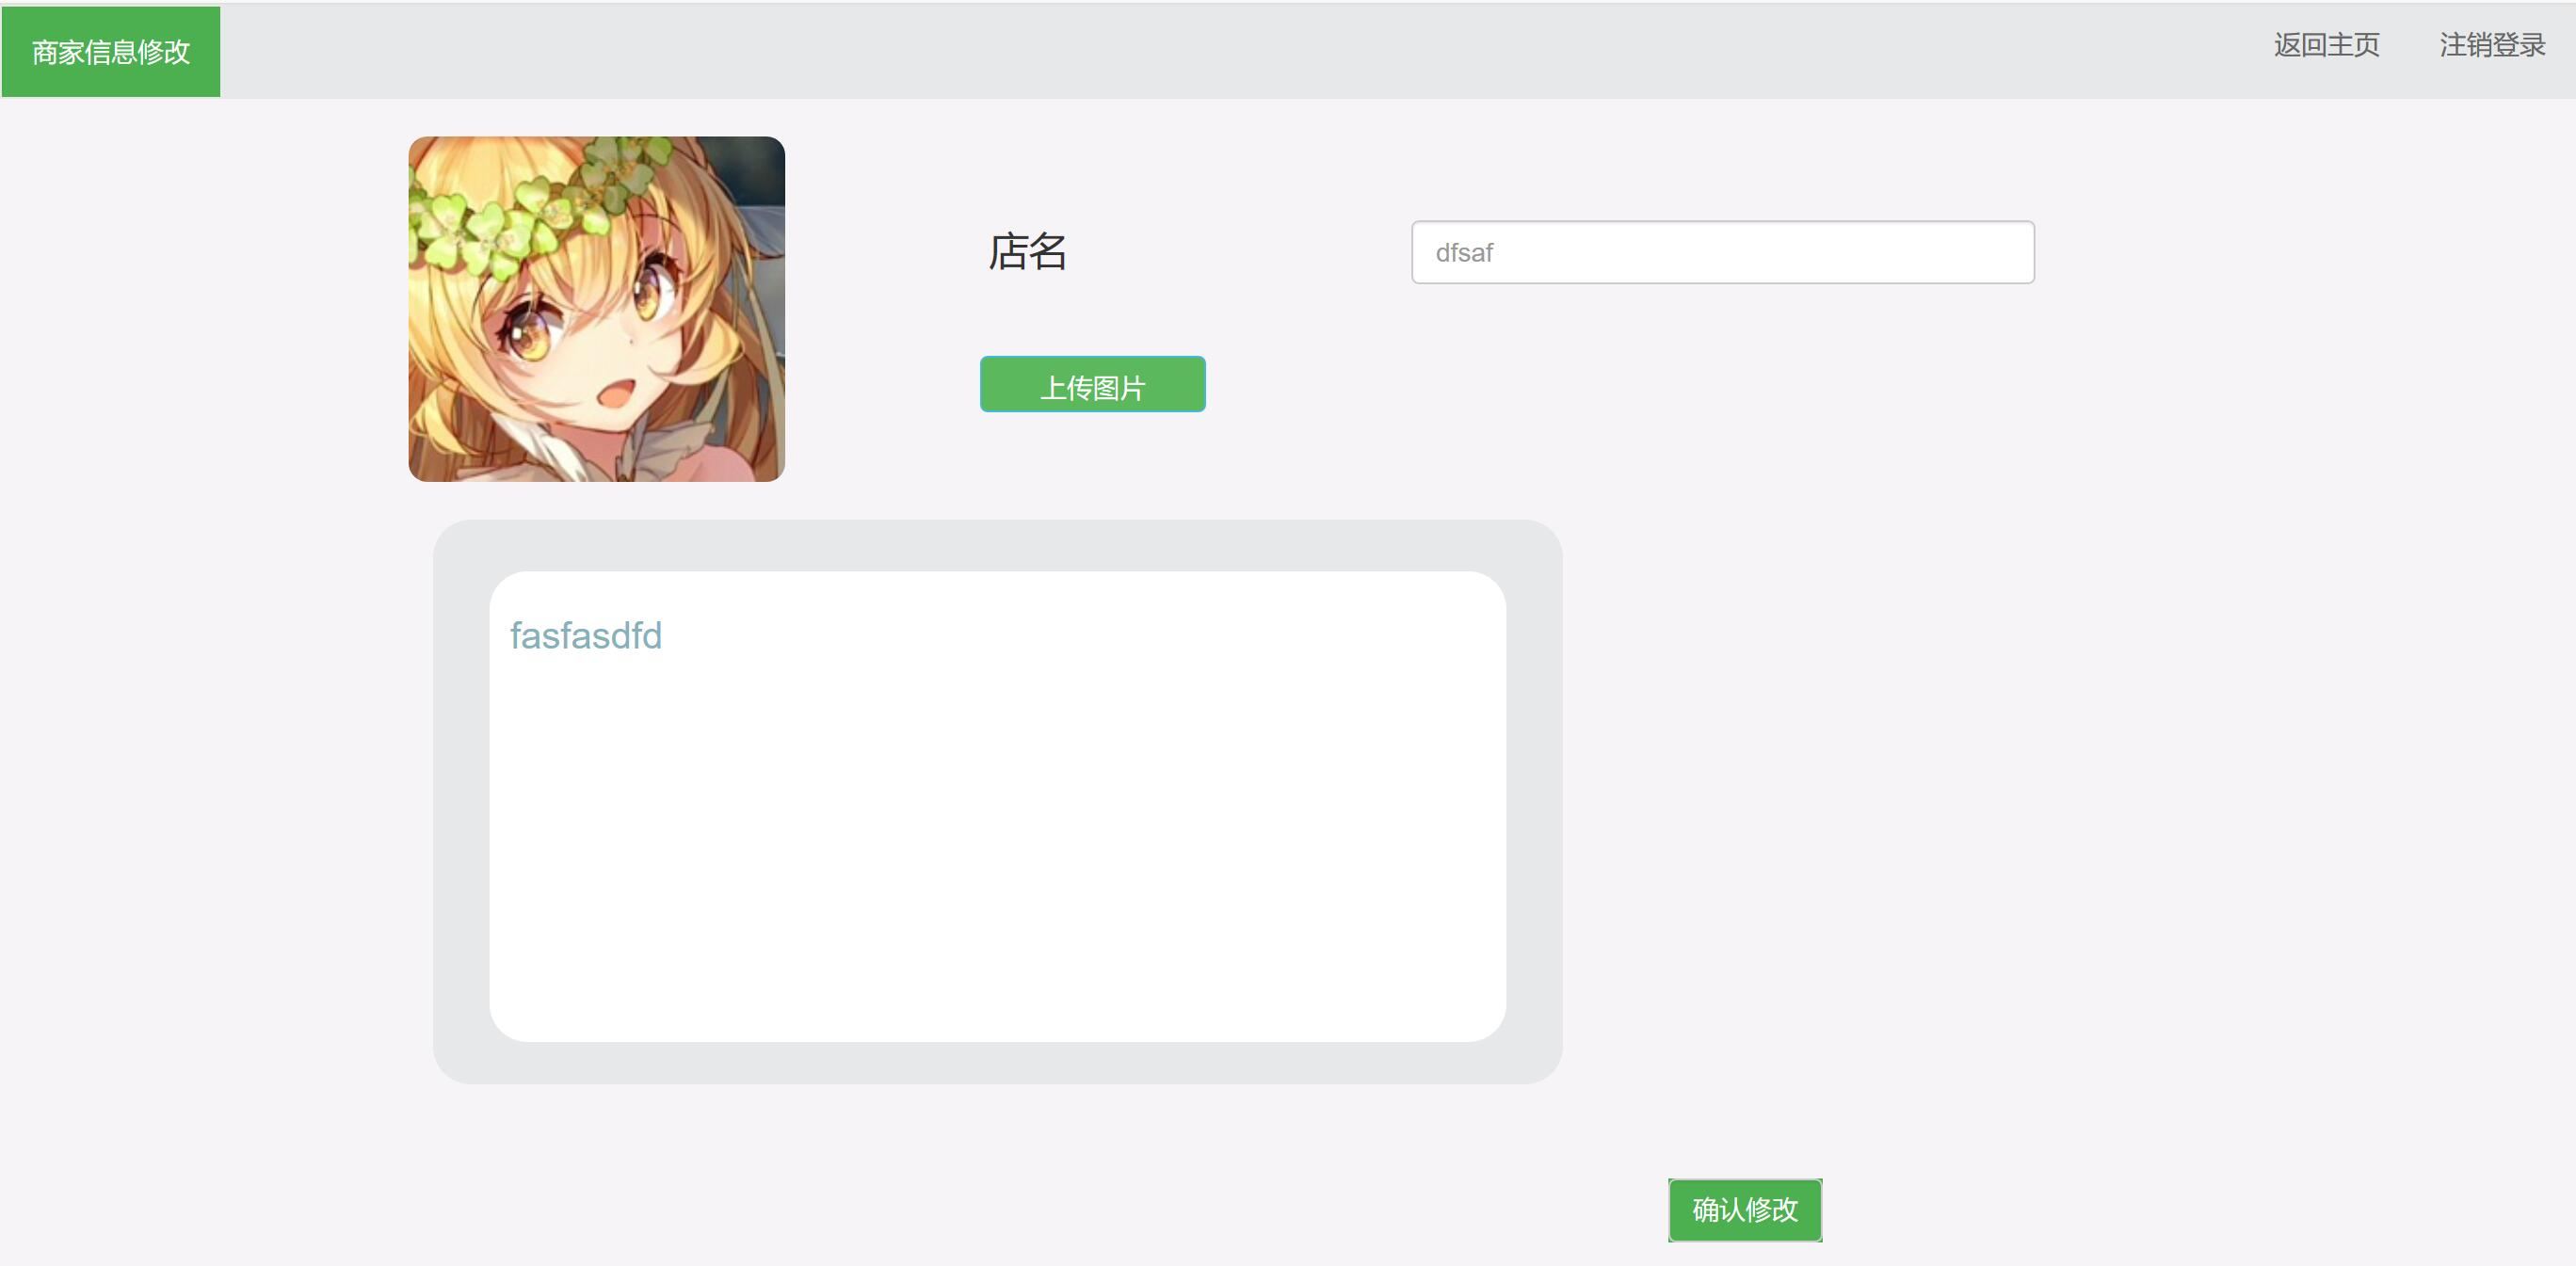 商家信息修改
返回主页
注销登录
店名
dfsaf
上传图片
fasfasdfd
确认修改